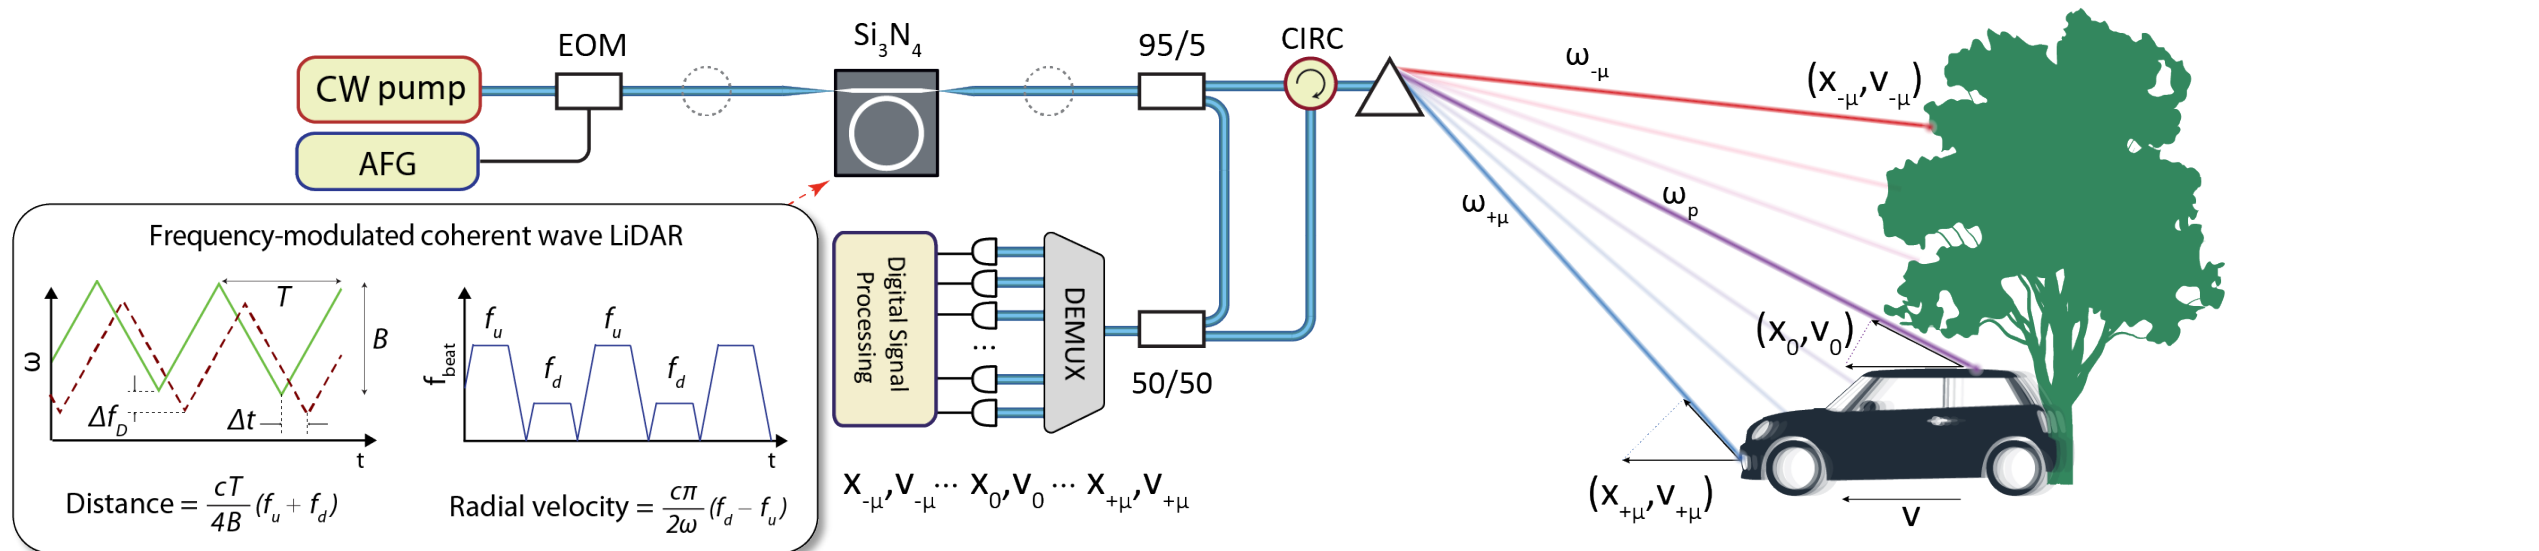 EOM
Si₃N₄
95/5
CIRC
CW pump
AFG
ω₋μ
(x₋μ,v₋μ)
ωₚ
ω₊μ
Frequency-modulated coherent wave LiDAR
ω
T
B
Δf_D
Δt
t
f_beat
f_u
f_d
f_u
f_d
t
Distance = cT/4B (f_u + f_d)
Radial velocity = cπ/2ω (f_d − f_u)
Digital Signal
Processing
...
DEMUX
50/50
x₋μ,v₋μ... x₀,v₀ ... x₊μ,v₊μ
(x₀,v₀)
(x₊μ,v₊μ)
v